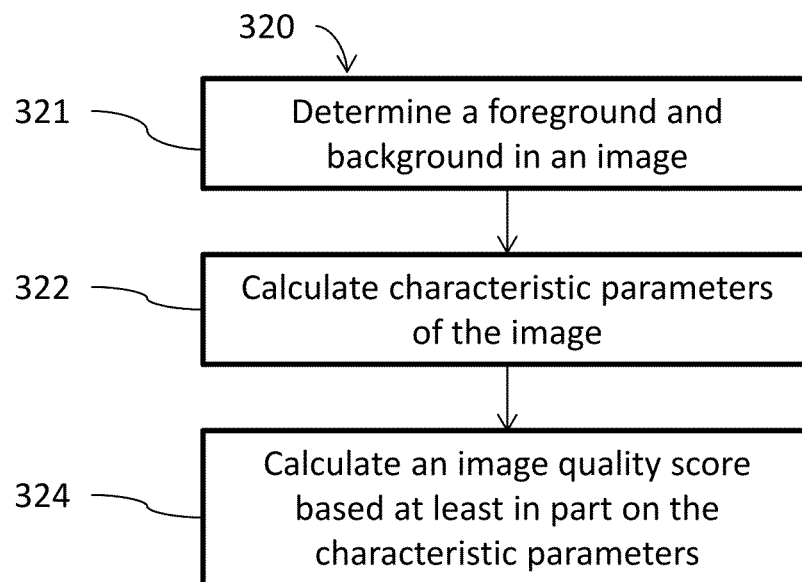 320
321
Determine a foreground and
background in an image
322
Calculate characteristic parameters
of the image
324
Calculate an image quality score
based at least in part on the
characteristic parameters